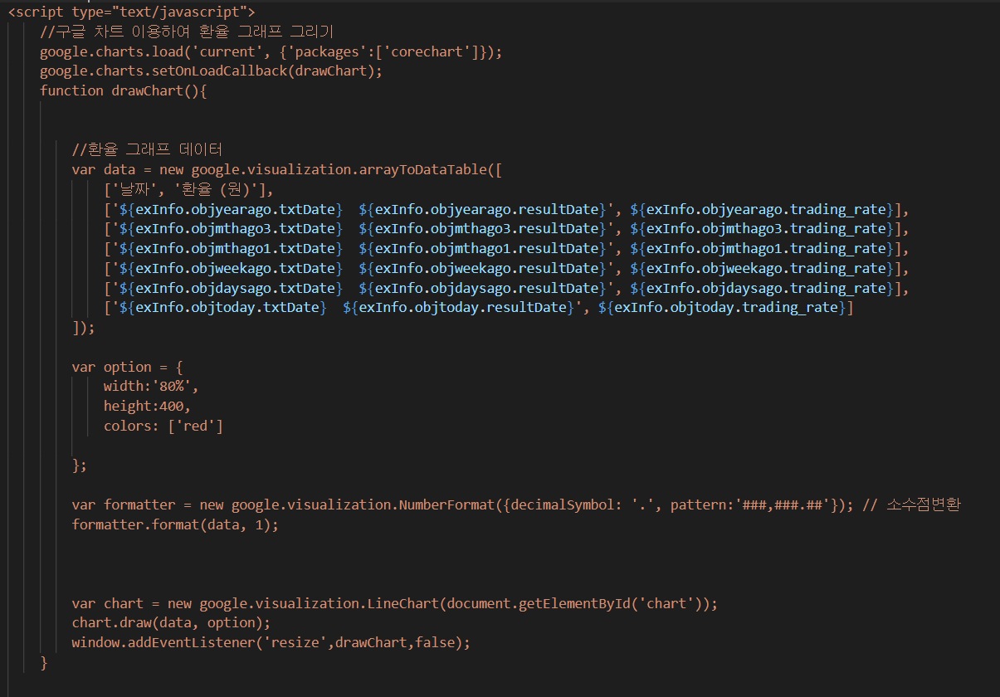 <script type="text/javascript">
//구글 차트 이용하여 환율 그래프 그리기
google.charts.load('current', {'packages':['corechart']});
google.charts.setOnLoadCallback(drawChart);
function drawChart(){
//환율 그래프 데이터
var data = new google.visualization.arrayToDataTable([
['날짜', '환율 (원)'],
['${exInfo.objyearago.txtDate}  ${exInfo.objyearago.resultDate}', ${exInfo.objyearago.trading_rate}],
['${exInfo.objmthago3.txtDate}  ${exInfo.objmthago3.resultDate}', ${exInfo.objmthago3.trading_rate}],
['${exInfo.objmthago1.txtDate}  ${exInfo.objmthago1.resultDate}', ${exInfo.objmthago1.trading_rate}],
['${exInfo.objweekago.txtDate}  ${exInfo.objweekago.resultDate}', ${exInfo.objweekago.trading_rate}],
['${exInfo.objdaysago.txtDate}  ${exInfo.objdaysago.resultDate}', ${exInfo.objdaysago.trading_rate}],
['${exInfo.objtoday.txtDate}  ${exInfo.objtoday.resultDate}', ${exInfo.objtoday.trading_rate}]
]);
var option = {
width:'80%',
height:400,
colors: ['red']
};
var formatter = new google.visualization.NumberFormat({decimalSymbol: '.', pattern:'###,###.##'}); // 소수점변환
formatter.format(data, 1);
var chart = new google.visualization.LineChart(document.getElementById('chart'));
chart.draw(data, option);
window.addEventListener('resize',drawChart,false);
}